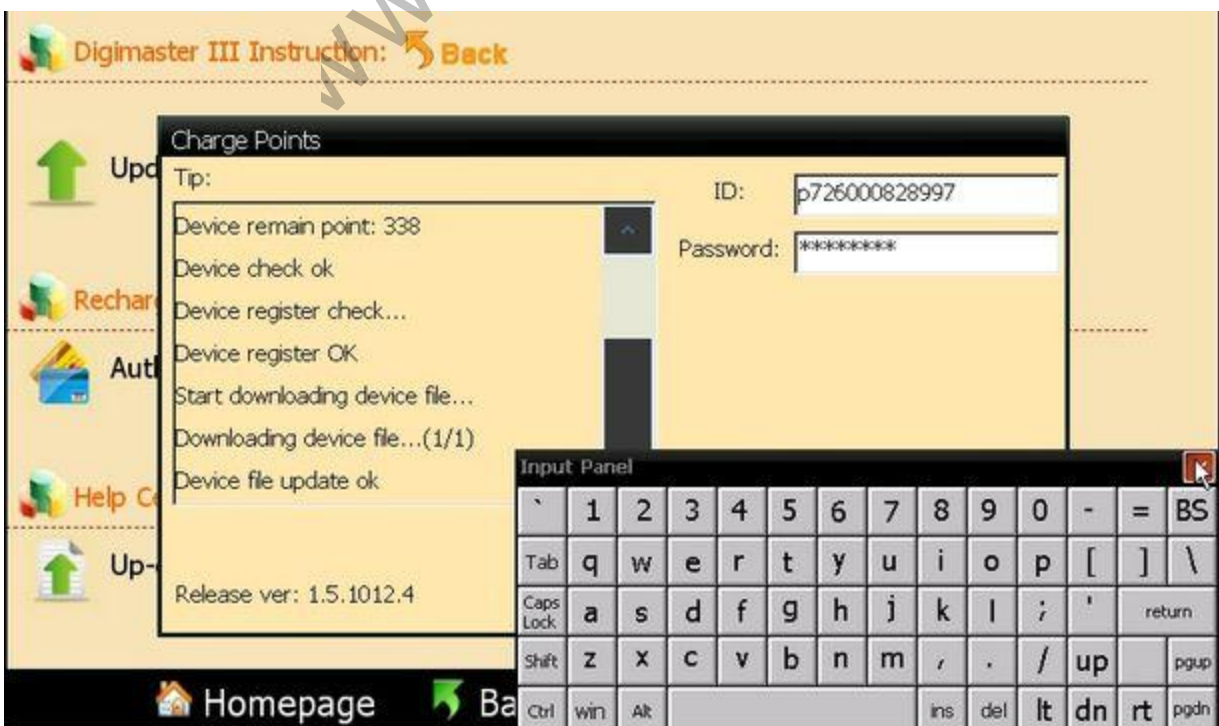 WW
Digimaster III Instruction: Back
Charge Points
Upd
Tip:
ID: p726000828997
Device remain point: 338
Password: *********
Device check ok
Rechar
Device register check...
Device register OK
Aut
Start downloading device file...
Downloading device file...(1/1)
Input Panel
Device file update ok
Help C
` 1 2 3 4 5 6 7 8 9 0 - = BS
Up-
Tab q w e r t y u i o p [ ] \
Release ver: 1.5.1012.4
Caps Lock a s d f g h j k l ; ' return
Shift z x c v b n m , . / up pgup
Homepage Ba
Ctrl win Alt ins del lt dn rt pgdn